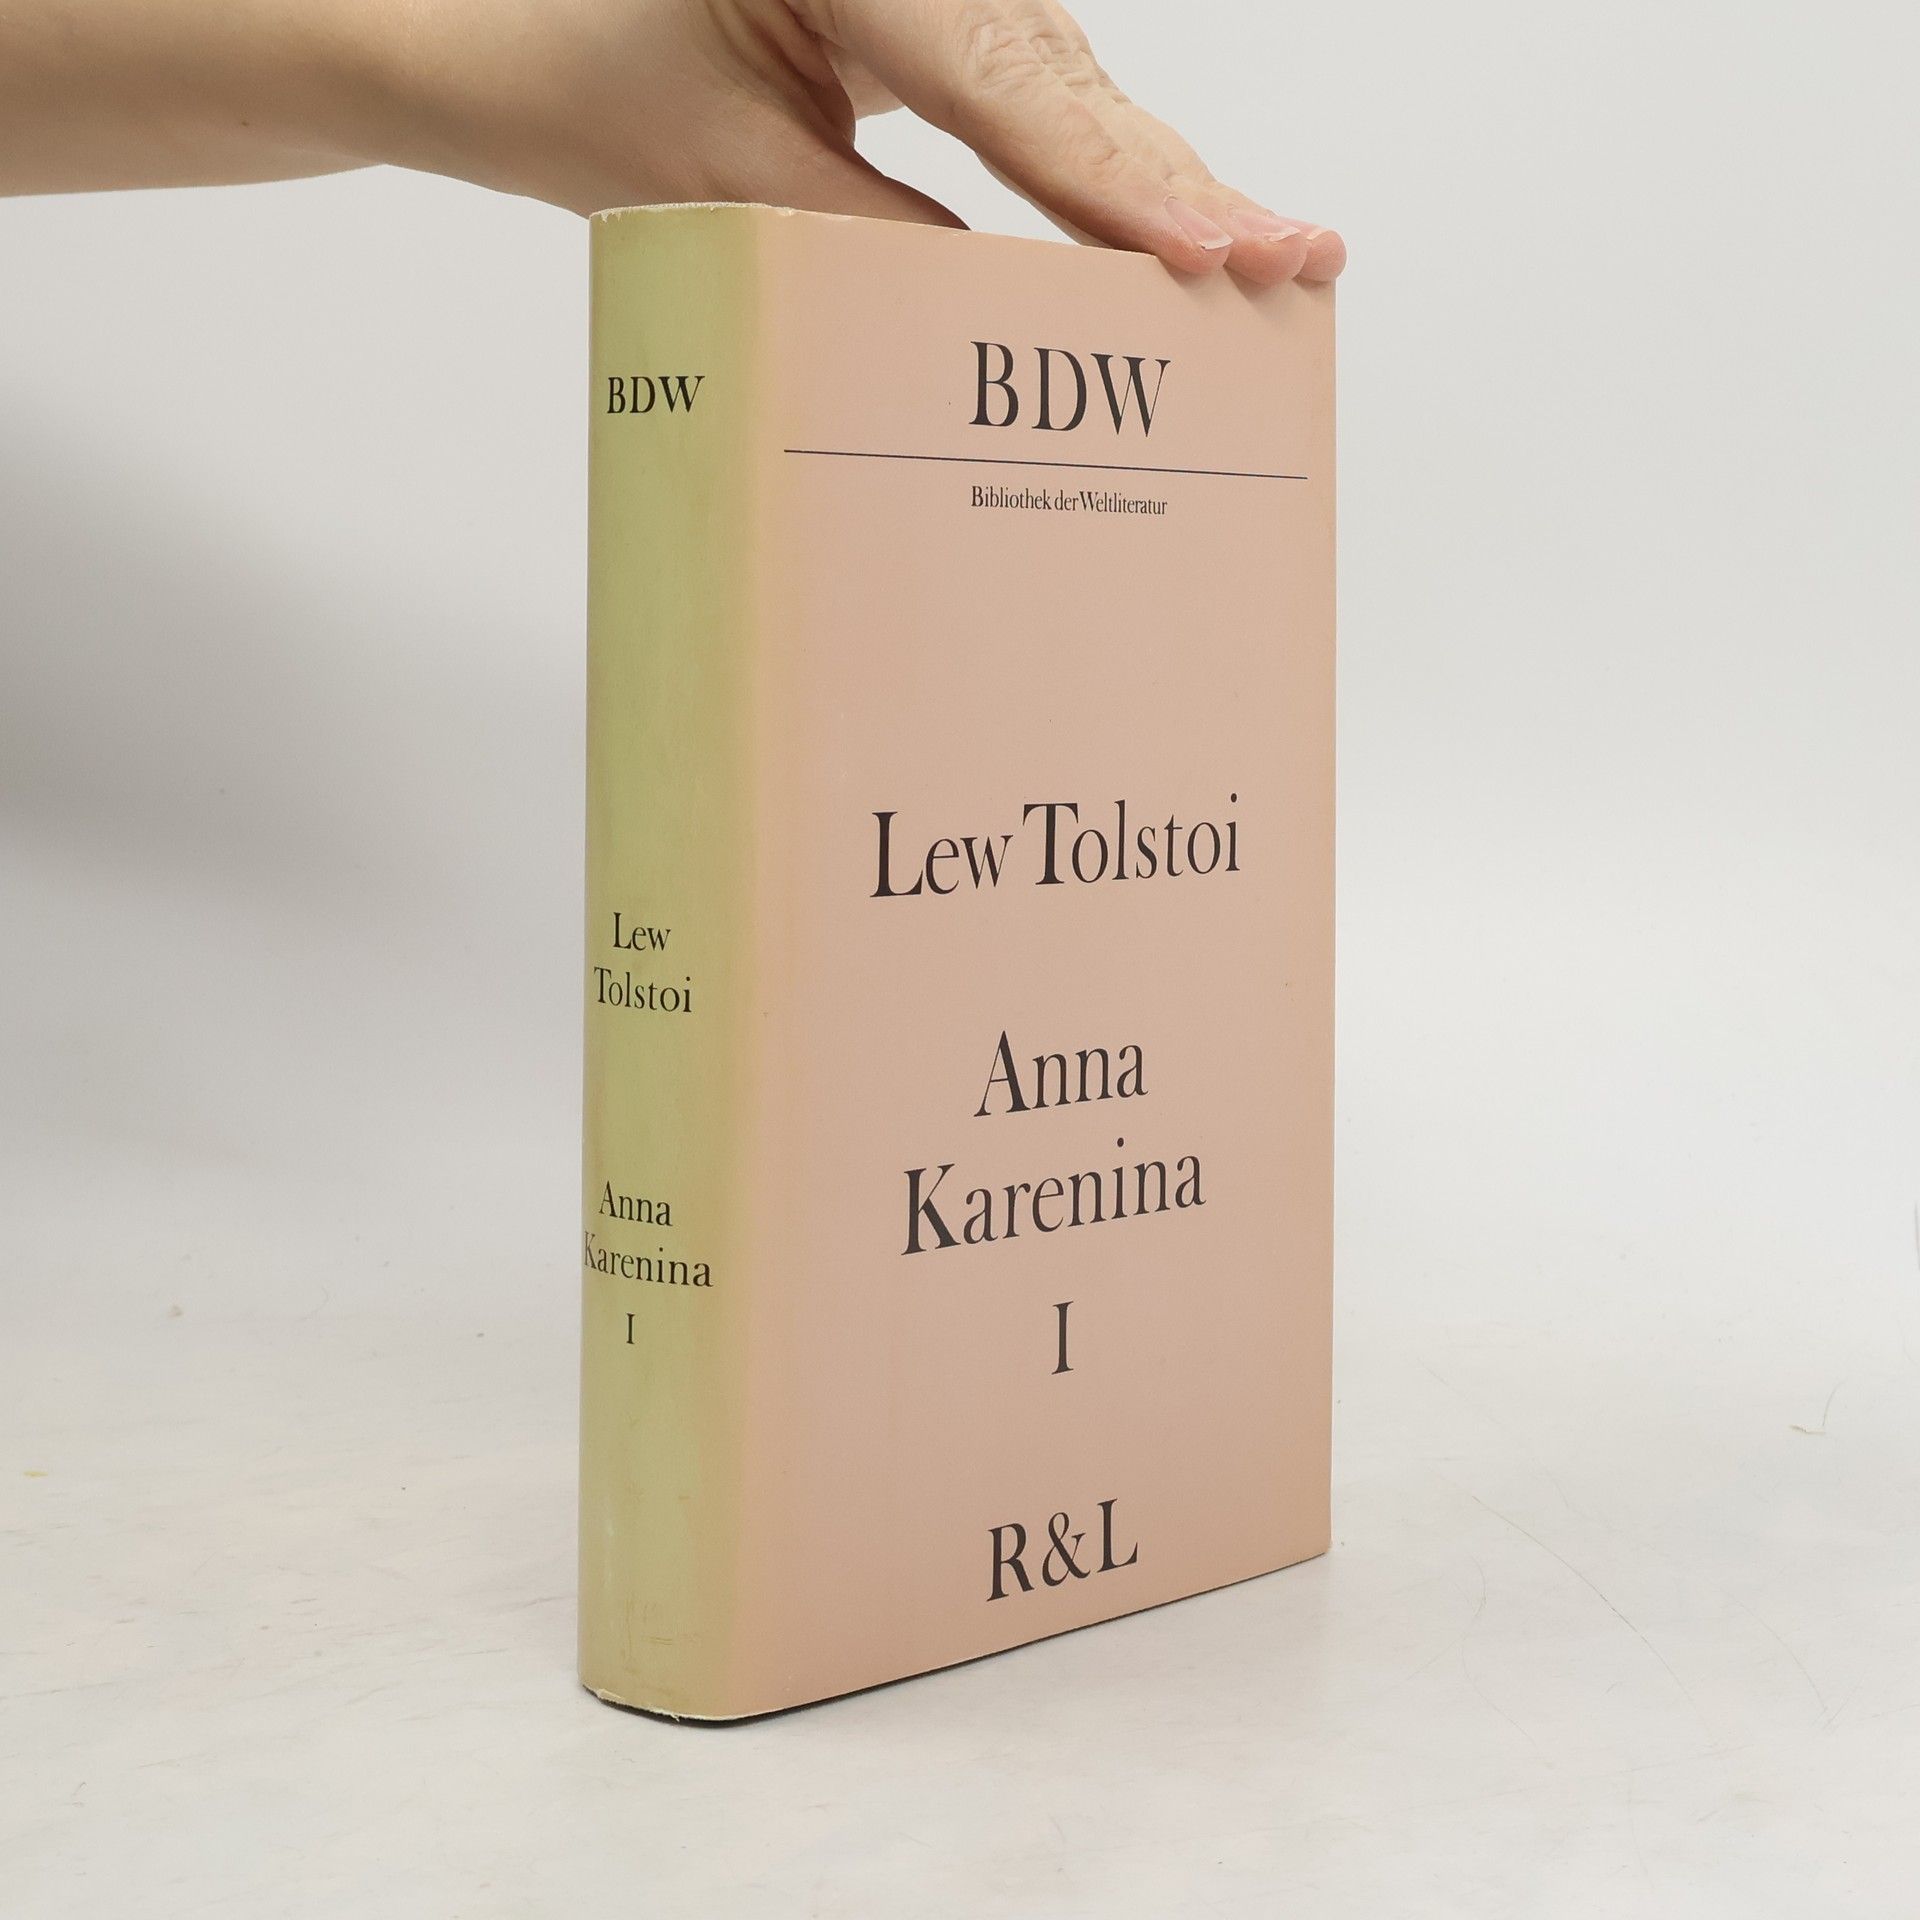 BDW
Lew
Tolstoi
Anna
Karenina
I
BDW
Bibliothek der Weltliteratur
Lew Tolstoi
Anna
Karenina
I
R&L